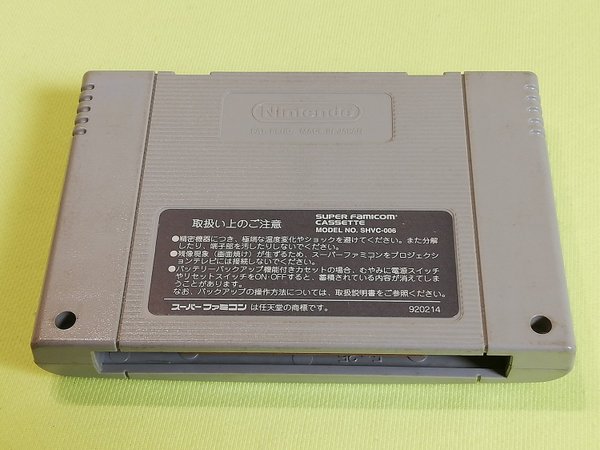 Nintendo
PAT. PEND. MADE IN JAPAN
取扱い上のご注意
SUPER FAMICOM
CASSETTE
MODEL NO. SHVC-006
●精密機器につき、極端な温度変化やショックを避けてください。また分解
したり、端子部を汚したりしないでください。
●残像現象（画面焼け）が生ずるため、スーパーファミコンをプロジェクショ
ンテレビには接続しないでください。
●バッテリーバックアップ機能付きカセットの場合、むやみに電源スイッチ
やリセットスイッチをON・OFFすると、蓄積されている内容が消えてしま
うことがあります。
なお、バックアップの操作方法については、取扱説明書をご参照ください。
スーパーファミコン は任天堂の商標です。
920214